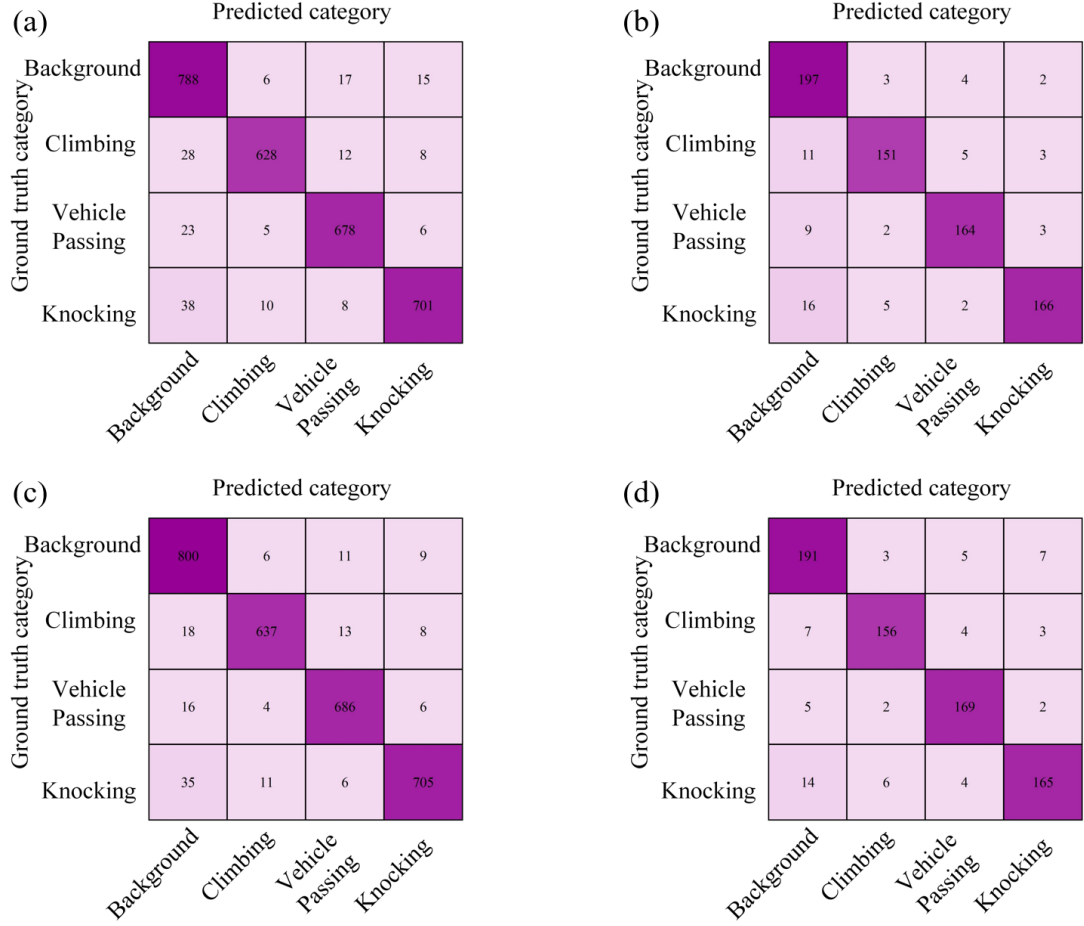 (a)
Predicted category
Ground truth category
Background 788 6 17 15
Climbing 28 628 12 8
Vehicle
Passing 23 5 678 6
Knocking 38 10 8 701
Background
Climbing
Vehicle
Passing
Knocking
(b)
Predicted category
Ground truth category
Background 197 3 4 2
Climbing 11 151 5 3
Vehicle
Passing 9 2 164 3
Knocking 16 5 2 166
Background
Climbing
Vehicle
Passing
Knocking
(c)
Predicted category
Ground truth category
Background 800 6 11 9
Climbing 18 637 13 8
Vehicle
Passing 16 4 686 6
Knocking 35 11 6 705
Background
Climbing
Vehicle
Passing
Knocking
(d)
Predicted category
Ground truth category
Background 191 3 5 7
Climbing 7 156 4 3
Vehicle
Passing 5 2 169 2
Knocking 14 6 4 165
Background
Climbing
Vehicle
Passing
Knocking